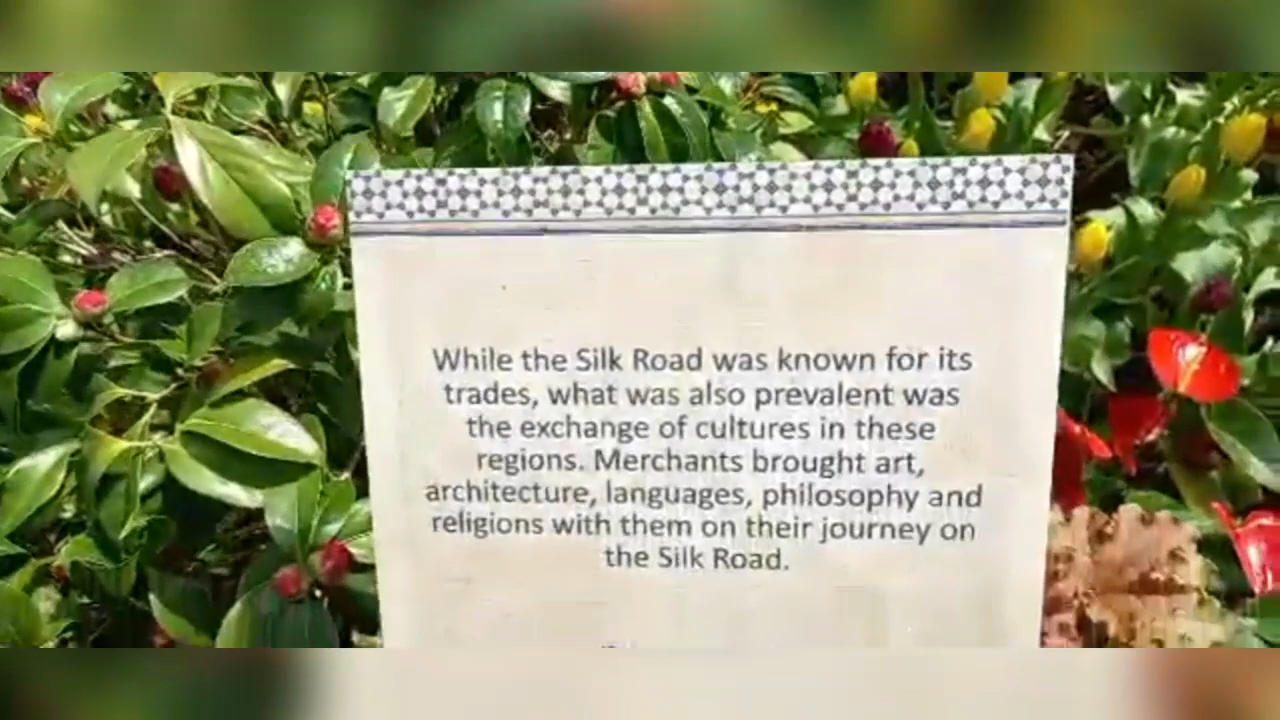 While the Silk Road was known for its
trades, what was also prevalent was
the exchange of cultures in these
regions. Merchants brought art,
architecture, languages, philosophy and
religions with them on their journey on
the Silk Road.